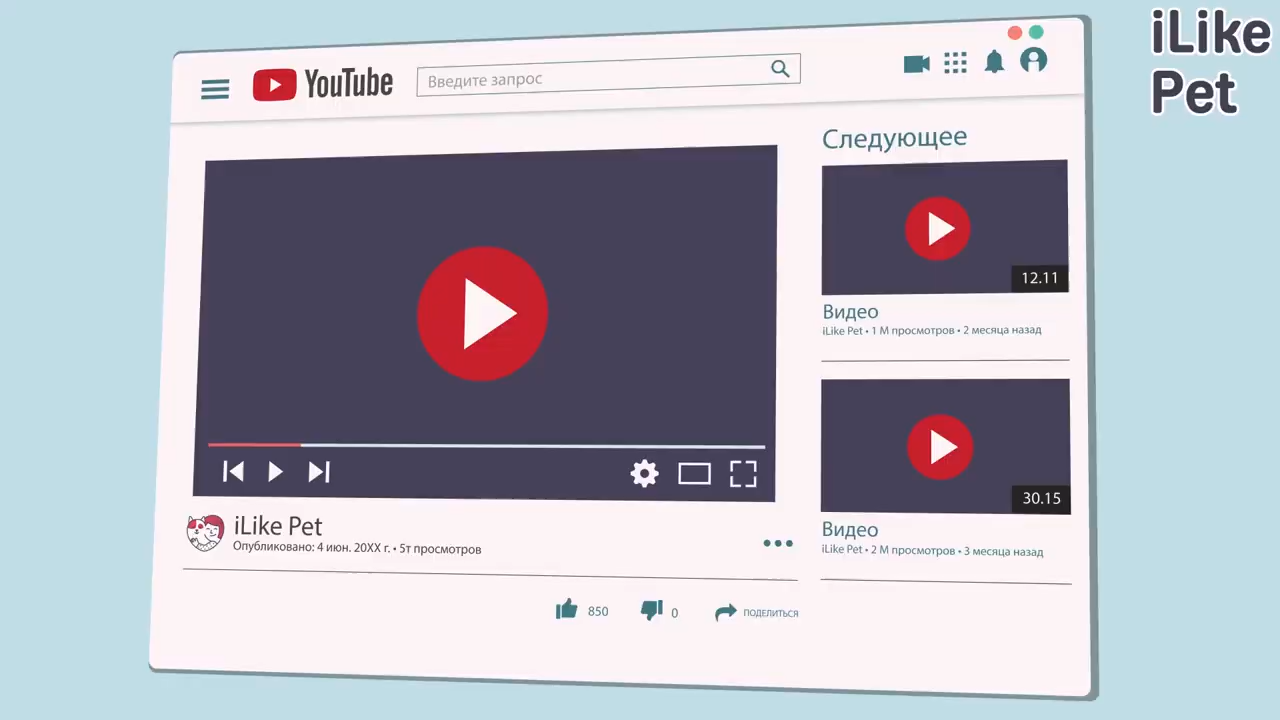 iLike
Pet
YouTube
Введите запрос
Следующее
12.11
Видео
iLike Pet • 1 М просмотров • 2 месяца назад
30.15
Видео
iLike Pet • 2 М просмотров • 3 месяца назад
iLike Pet
Опубликовано: 4 июн. 20XX г. • 5т просмотров
850
0
ПОДЕЛИТЬСЯ